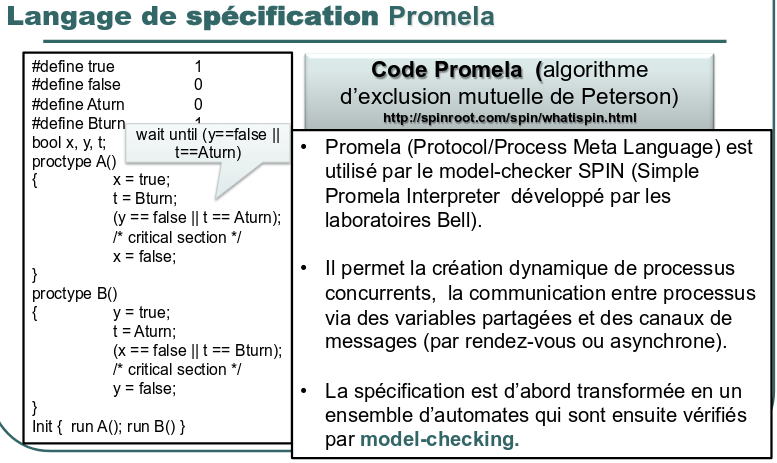 Langage de spécification Promela
#define true 1
#define false 0
#define Aturn 0
#define Bturn 1
bool x, y, t;
proctype A()
{ x = true;
t = Bturn;
(y == false || t == Aturn);
/* critical section */
x = false;
}
proctype B()
{ y = true;
t = Aturn;
(x == false || t == Bturn);
/* critical section */
y = false;
}
Init { run A(); run B() }
wait until (y==false ||
t==Aturn)
Code Promela (algorithme
d’exclusion mutuelle de Peterson)
http://spinroot.com/spin/whatispin.html
• Promela (Protocol/Process Meta Language) est
utilisé par le model-checker SPIN (Simple
Promela Interpreter développé par les
laboratoires Bell).
• Il permet la création dynamique de processus
concurrents, la communication entre processus
via des variables partagées et des canaux de
messages (par rendez-vous ou asynchrone).
• La spécification est d’abord transformée en un
ensemble d’automates qui sont ensuite vérifiés
par model-checking.